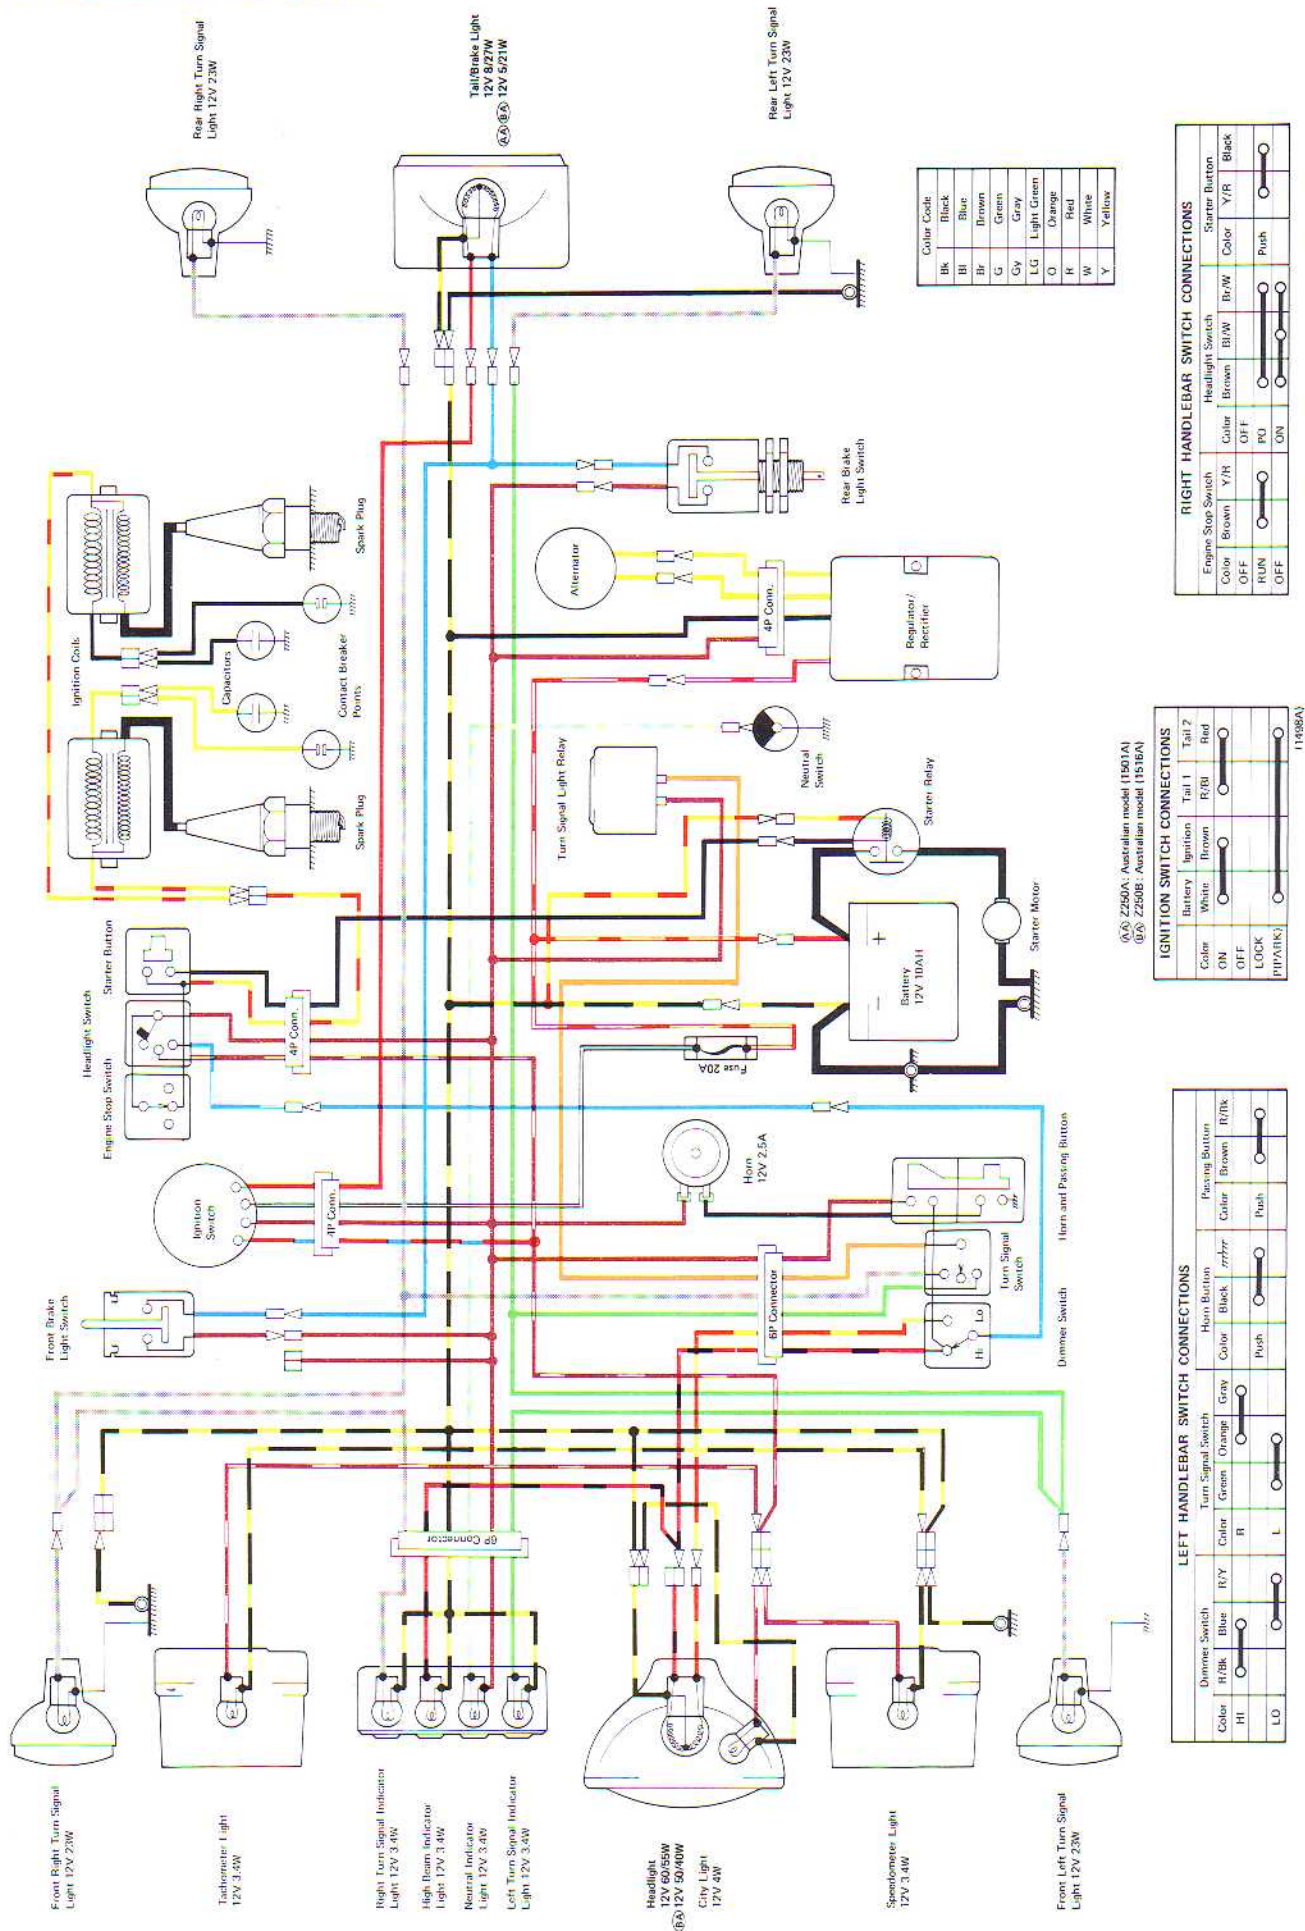 Rear Right Turn Signal
Light 12V 23W
Tail/Brake Light
12V 8/27W
(AA) (BA) 12V 5/21W
Rear Left Turn Signal
Light 12V 23W
Ignition Coils
Spark Plug
Spark Plug
Capacitors
Contact Breaker
Points
Rear Brake
Light Switch
Alternator
4P Conn.
Regulator/
Rectifier
Turn Signal Light Relay
Neutral
Switch
Starter Relay
Starter Button
Headlight Switch
Engine Stop Switch
4P Conn.
Battery
12V 10AH
+
−
Starter Motor
Fuse 20A
Ignition
Switch
4P Conn.
Horn
12V 2.5A
Horn and Passing Button
Turn Signal
Switch
6P Connector
Dimmer Switch
Hi
Lo
Front Brake
Light Switch
6P Connector
Front Right Turn Signal
Light 12V 23W
Tachometer Light
12V 3.4W
Right Turn Signal Indicator
Light 12V 3.4W
High Beam Indicator
Light 12V 3.4W
Neutral Indicator
Light 12V 3.4W
Left Turn Signal Indicator
Light 12V 3.4W
Headlight
12V 60/55W
(BA) 12V 50/40W
City Light
12V 4W
Speedometer Light
12V 3.4W
Front Left Turn Signal
Light 12V 23W
Color Code
Bk Black
Bl Blue
Br Brown
G Green
Gy Gray
LG Light Green
O Orange
R Red
W White
Y Yellow
RIGHT HANDLEBAR SWITCH CONNECTIONS
Engine Stop Switch Headlight Switch Starter Button
Color Brown Y/R Color Brown Bl/W Br/W Color Y/R Black
OFF OFF
RUN PO Push
OFF ON
(AA) Z250A: Australian model (1501A)
(BA) Z250B: Australian model (1516A)
IGNITION SWITCH CONNECTIONS
Battery Ignition Tail 1 Tail 2
Color White Brown R/Bl Red
ON
OFF
LOCK
P(PARK)
(1498A)
LEFT HANDLEBAR SWITCH CONNECTIONS
Dimmer Switch Turn Signal Switch Horn Button Passing Button
Color R/Bk Blue R/Y Color Green Orange Gray Color Black Color Brown R/Bk
HI R Push Push
LO L